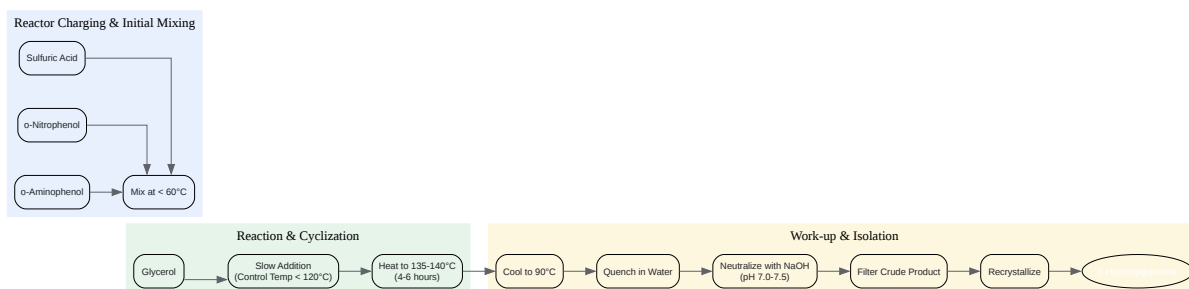 Reactor Charging & Initial Mixing
Sulfuric Acid
o-Nitrophenol
o-Aminophenol
Mix at < 60°C
Reaction & Cyclization
Glycerol
Slow Addition
(Control Temp < 120°C)
Heat to 135-140°C
(4-6 hours)
Work-up & Isolation
Cool to 90°C
Quench in Water
Neutralize with NaOH
(pH 7.0-7.5)
Filter Crude Product
Recrystallize